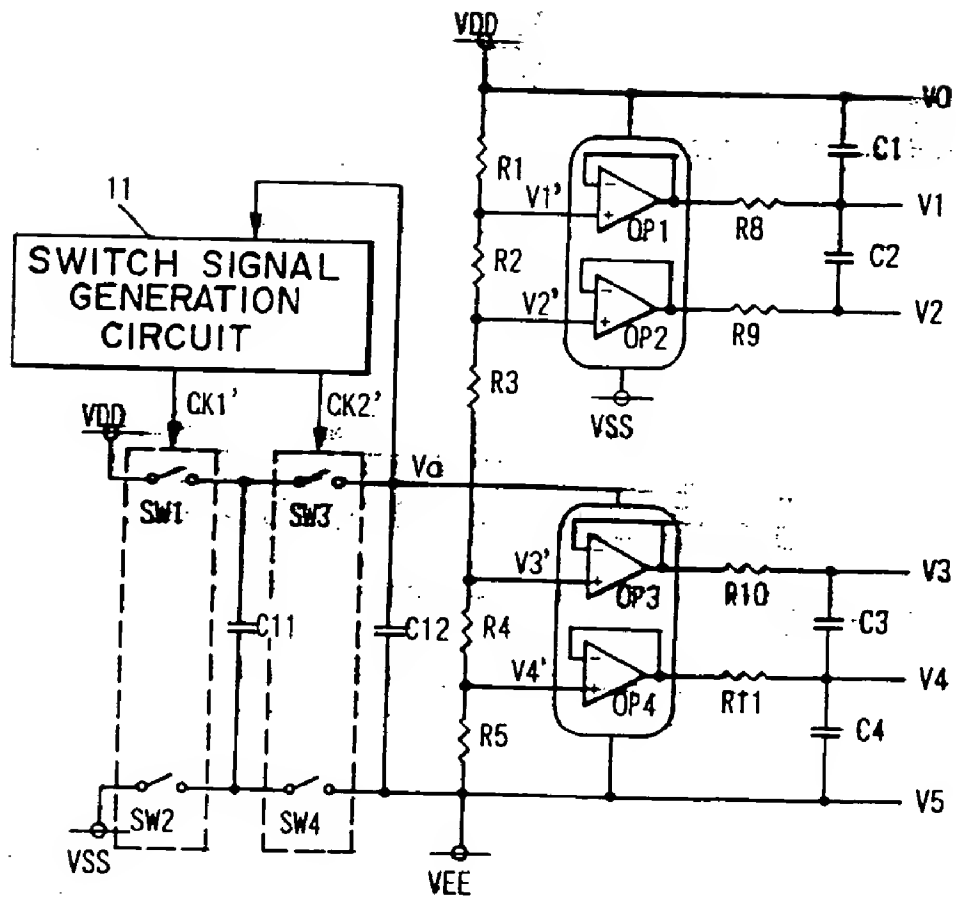 VDD
V0
C1
R1
11
V1'
OP1
R8
V1
SWITCH SIGNAL
GENERATION
CIRCUIT
R2
C2
V2'
OP2
R9
V2
R3
CK1'
CK2'
VSS
VDD
Va
SW1
SW3
V3'
OP3
R10
V3
C11
C12
R4
C3
V4'
OP4
R11
V4
R5
C4
SW2
SW4
V5
VSS
VEE